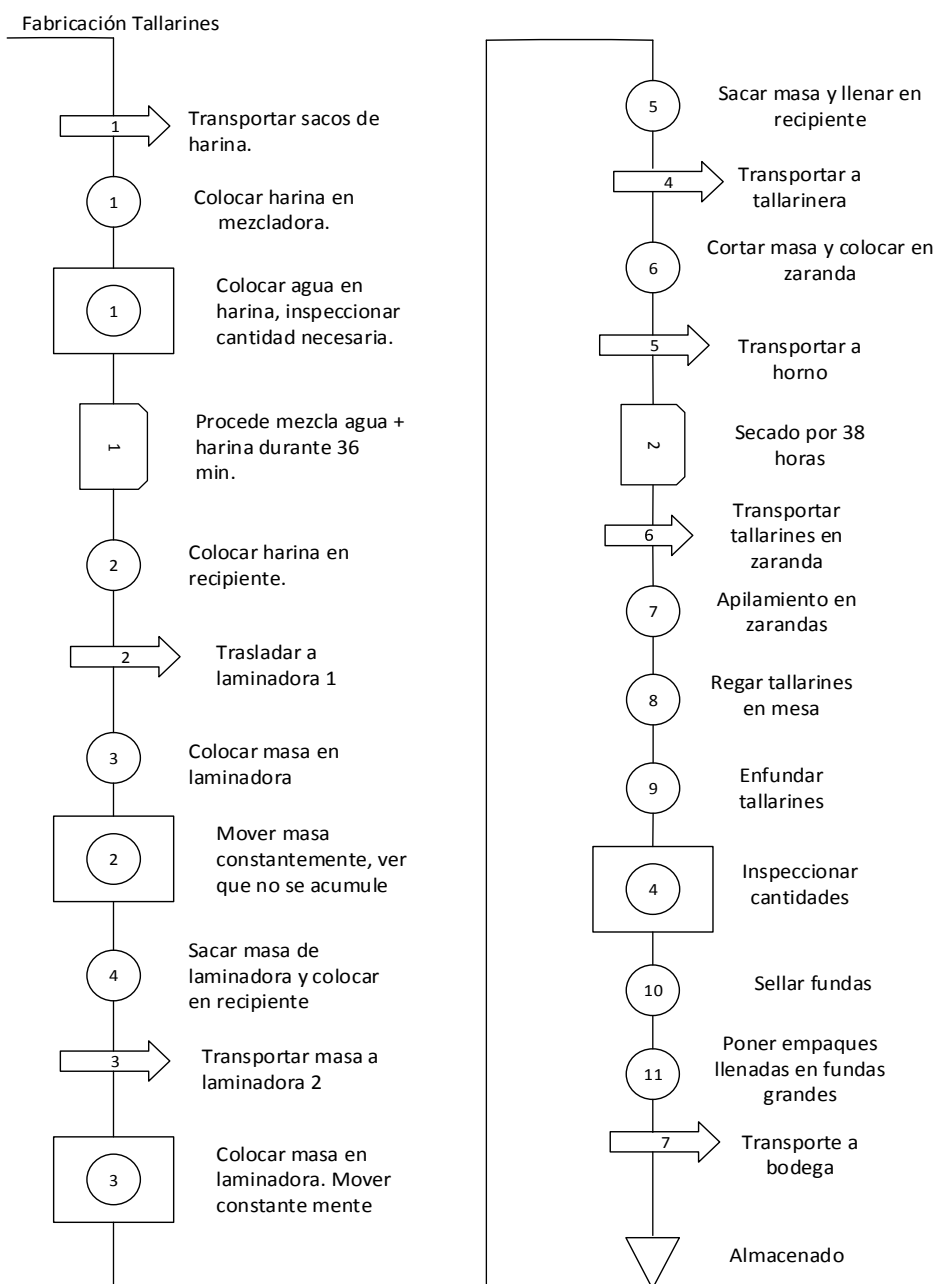 Fabricación Tallarines
1
Transportar sacos de
harina.
1
Colocar harina en
mezcladora.
1
Colocar agua en
harina, inspeccionar
cantidad necesaria.
1
Procede mezcla agua +
harina durante 36
min.
2
Colocar harina en
recipiente.
2
Trasladar a
laminadora 1
3
Colocar masa en
laminadora
2
Mover masa
constantemente, ver
que no se acumule
4
Sacar masa de
laminadora y colocar
en recipiente
3
Transportar masa a
laminadora 2
3
Colocar masa en
laminadora. Mover
constante mente
5
Sacar masa y llenar en
recipiente
4
Transportar a
tallarinera
6
Cortar masa y colocar en
zaranda
5
Transportar a
horno
2
Secado por 38
horas
6
Transportar
tallarines en
zaranda
7
Apilamiento en
zarandas
8
Regar tallarines
en mesa
9
Enfundar
tallarines
4
Inspeccionar
cantidades
10
Sellar fundas
11
Poner empaques
llenadas en fundas
grandes
7
Transporte a
bodega
Almacenado